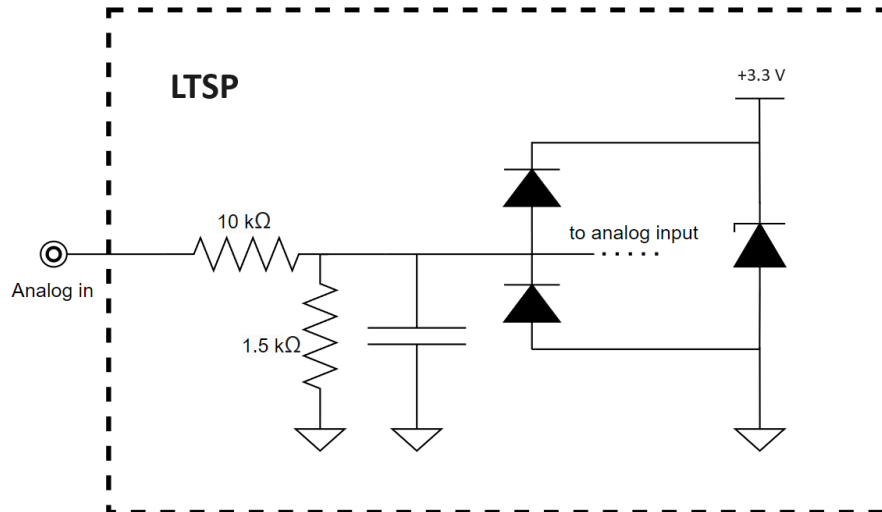 +3.3 V
LTSP
10 kΩ
to analog input
Analog in
1.5 kΩ